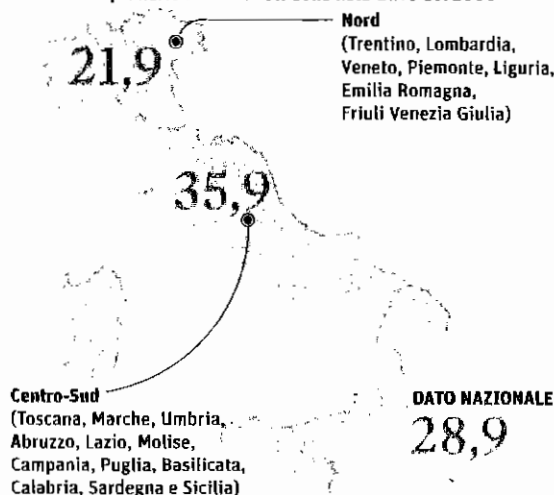 Nord
(Trentino, Lombardia,
Veneto, Piemonte, Liguria,
Emilia Romagna,
Friuli Venezia Giulia)
21,9
35,9
Centro-Sud
(Toscana, Marche, Umbria,
Abruzzo, Lazio, Molise,
Campania, Puglia, Basilicata,
Calabria, Sardegna e Sicilia)
DATO NAZIONALE
28,9